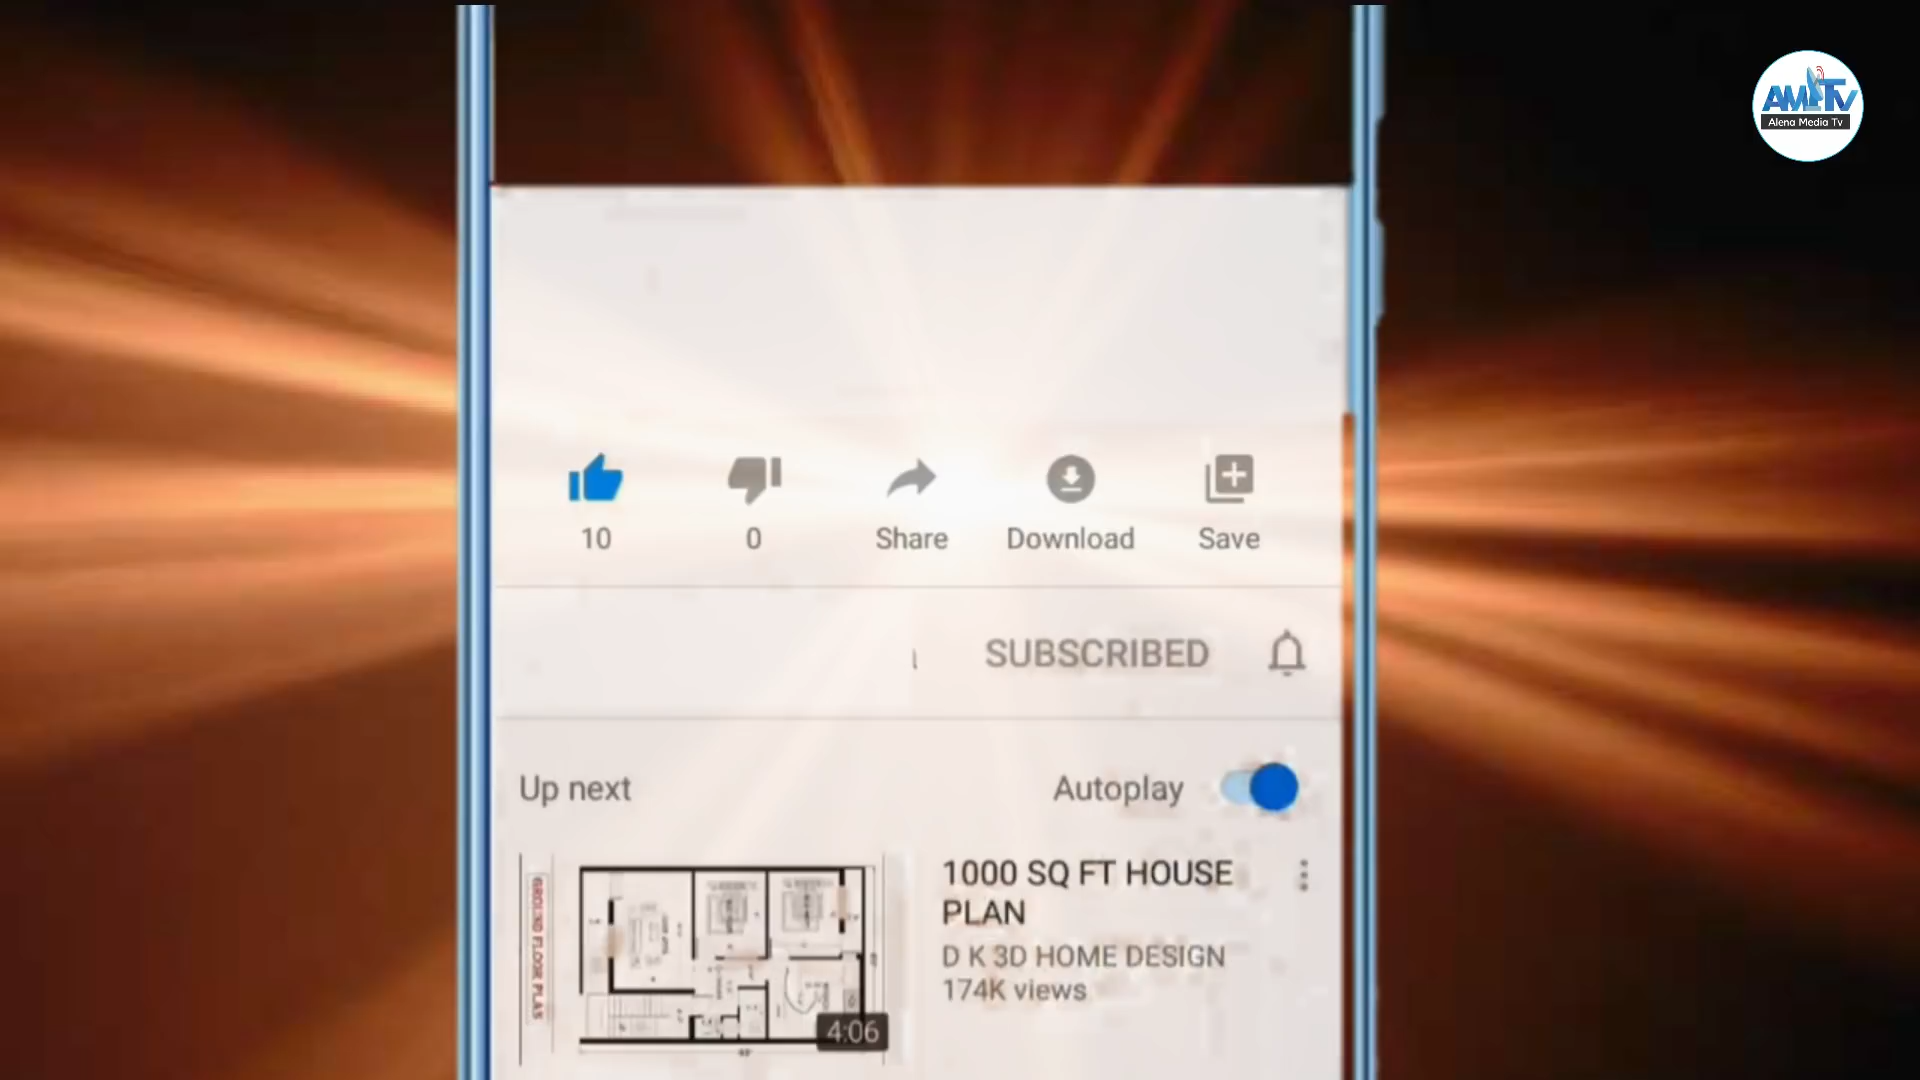 AMTV
Alena Media Tv
10
0
Share
Download
Save
SUBSCRIBED
Up next
Autoplay
GROUND FLOOR PLAS
1000 SQ FT HOUSE
PLAN
D K 3D HOME DESIGN
174K views
4:06